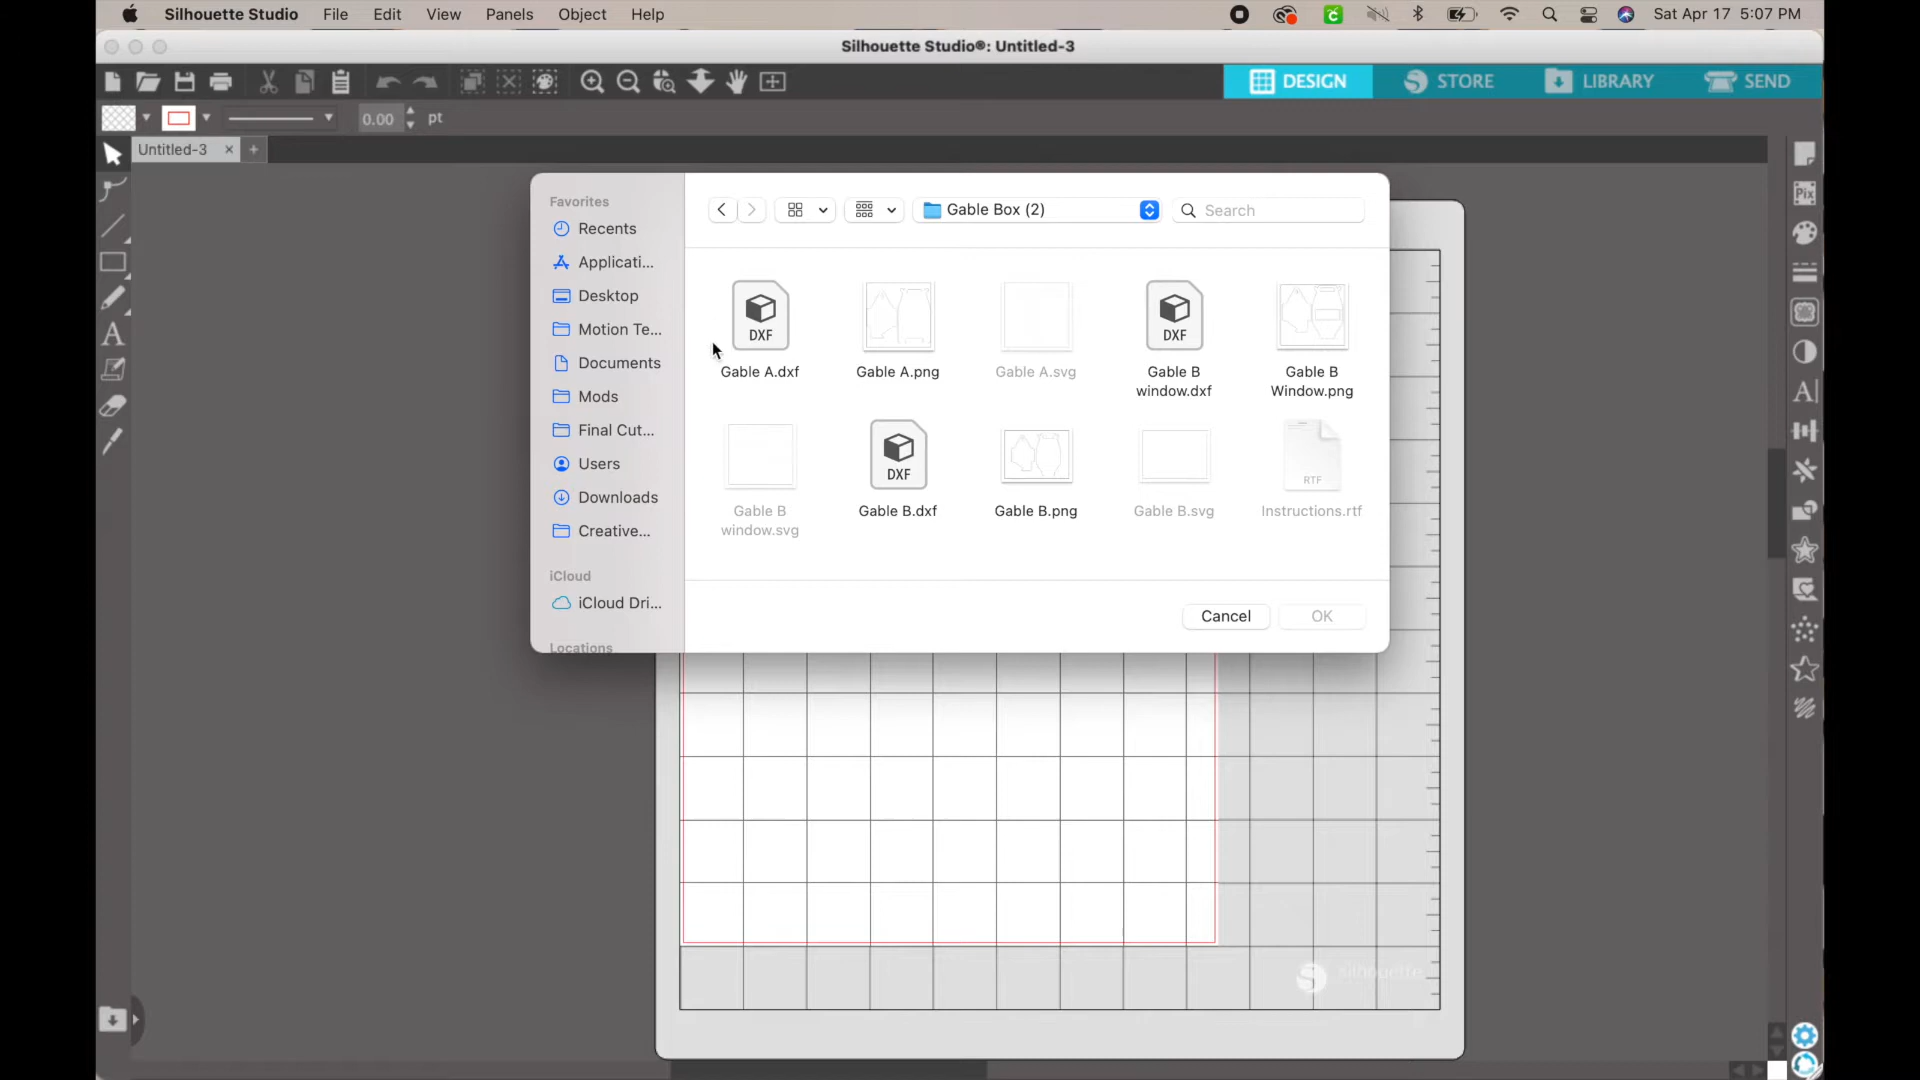 Silhouette Studio File Edit View Panels Object Help Sat Apr 17 5:07 PM
Silhouette Studio®: Untitled-3
DESIGN STORE LIBRARY SEND
0.00 pt
Untitled-3
Favorites
Recents
Applicati...
Desktop
Motion Te...
Documents
Mods
Final Cut...
Users
Downloads
Creative...
iCloud
iCloud Dri...
Locations
Gable Box (2)
Search
DXF DXF
Gable A.dxf Gable A.png Gable A.svg Gable B Gable B
window.dxf Window.png
DXF RTF
Gable B Gable B.dxf Gable B.png Gable B.svg Instructions.rtf
window.svg
Cancel OK
silhouette